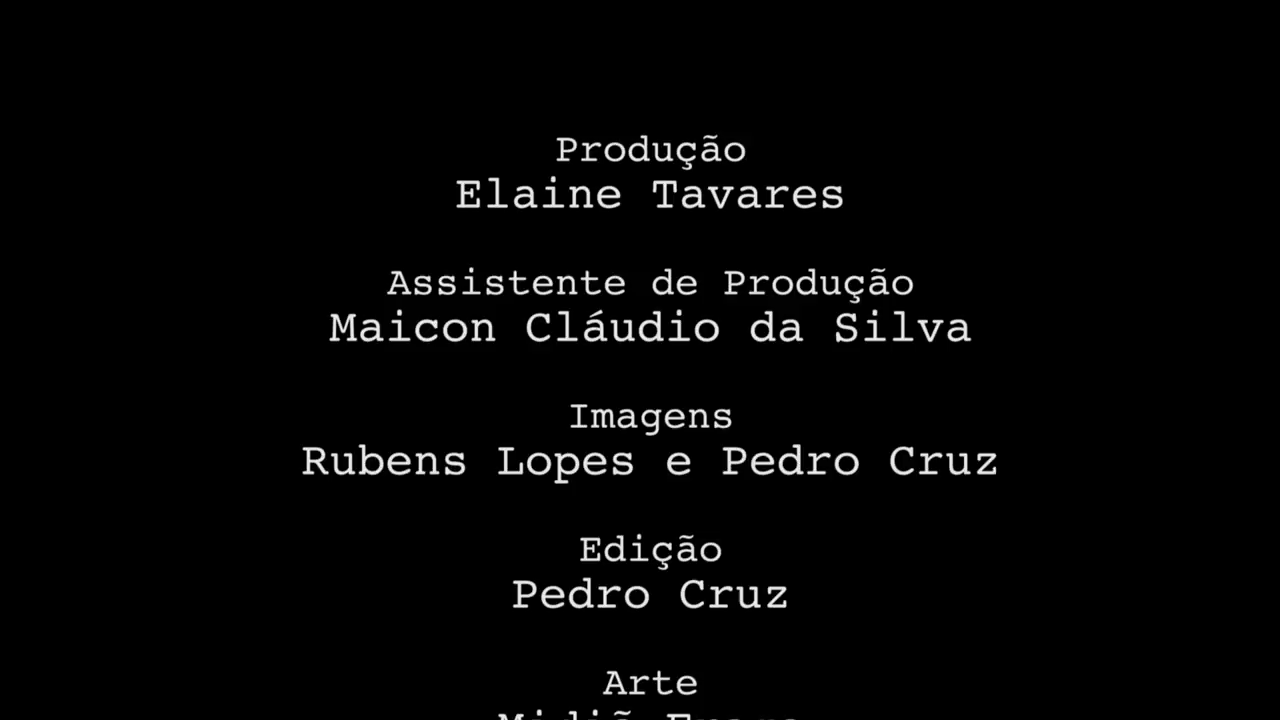 Produção
Elaine Tavares
Assistente de Produção
Maicon Cláudio da Silva
Imagens
Rubens Lopes e Pedro Cruz
Edição
Pedro Cruz
Arte